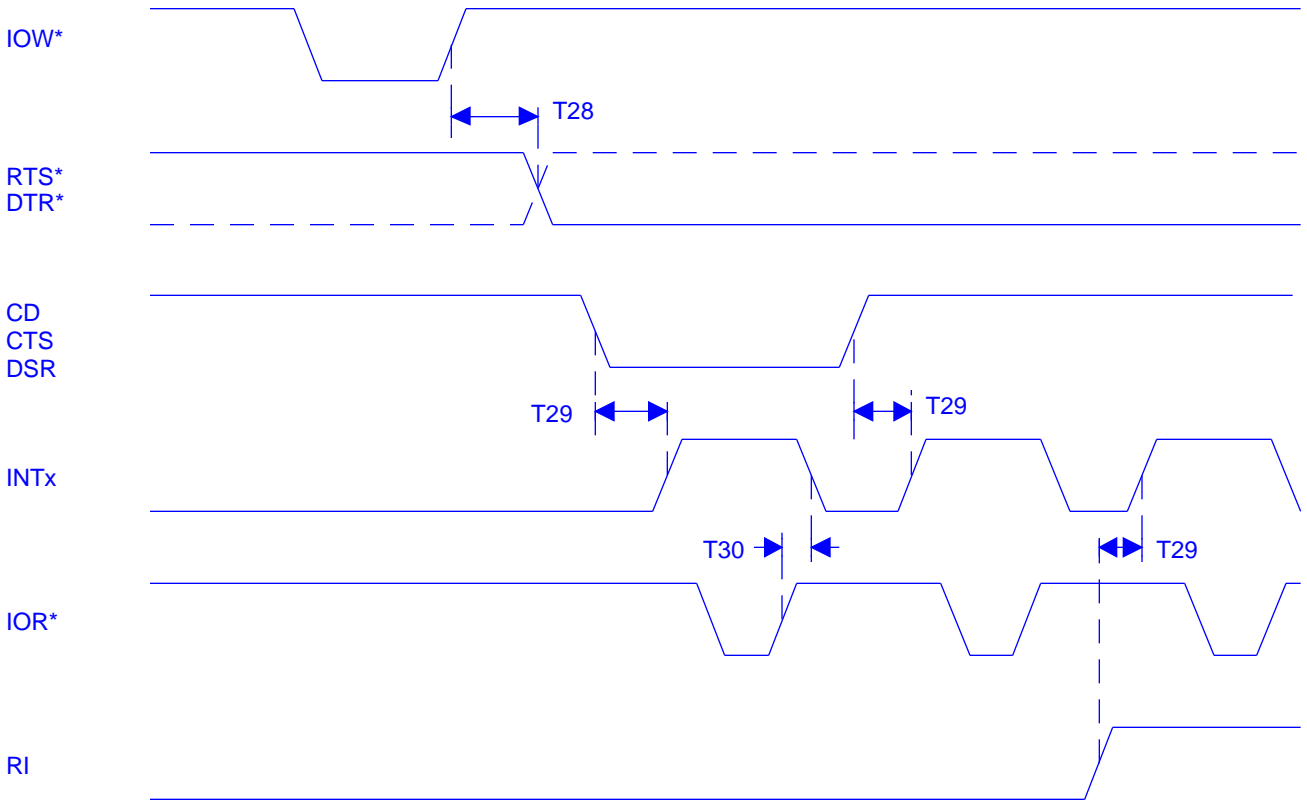 IOW*
T28
RTS*
DTR*
CD
CTS
DSR
T29
T29
INTx
T30
T29
IOR*
RI